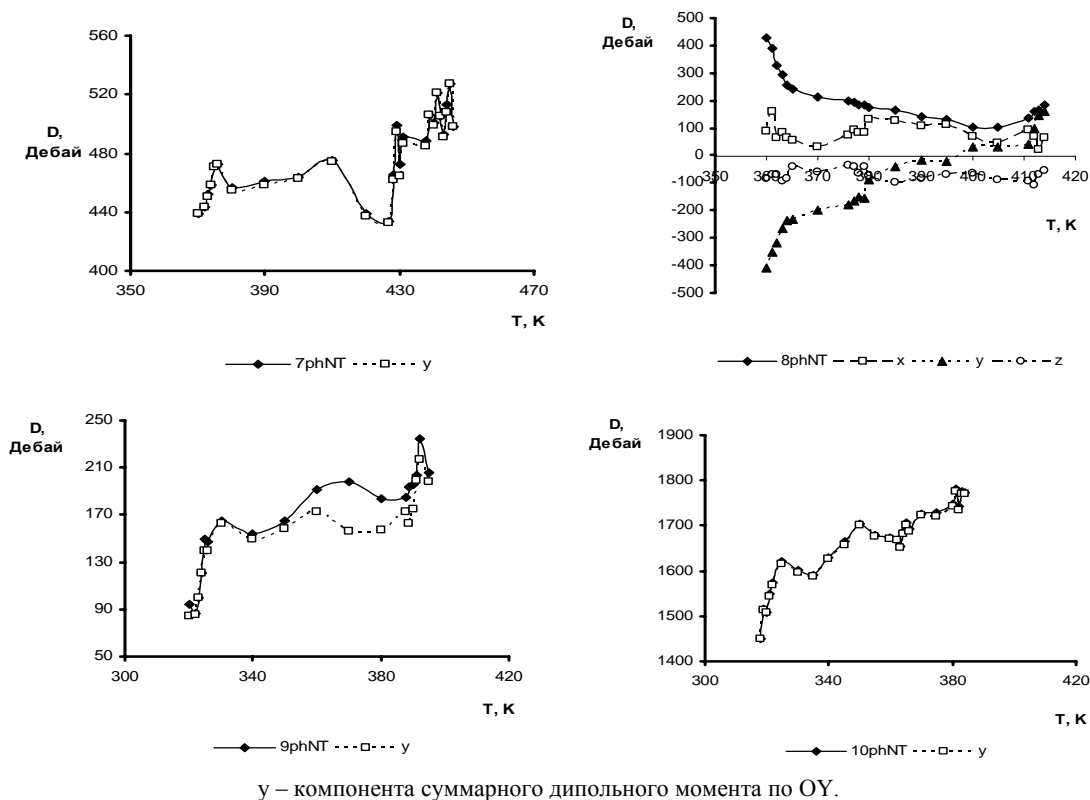 D,
Дебай
560
520
480
440
400
350
390
430
470
T, K
7phNT y
D,
Дебай
500
400
300
200
100
0
-100
-200
-300
-400
-500
350
360
370
380
390
400
410
420
T, K
8phNT x y z
D,
Дебай
250
210
170
130
90
50
300
340
380
420
T, K
9phNT y
D,
Дебай
1900
1800
1700
1600
1500
1400
300
340
380
420
T, K
10phNT y
y – компонента суммарного дипольного момента по OY.